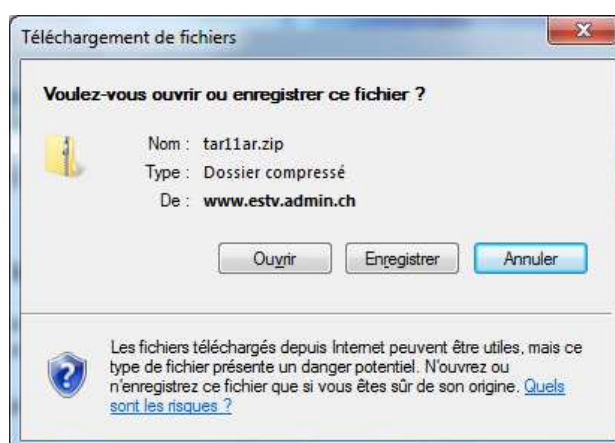 Téléchargement de fichiers
Voulez-vous ouvrir ou enregistrer ce fichier ?
Nom : tar11ar.zip
Type : Dossier compressé
De : www.estv.admin.ch
Ouvrir Enregistrer Annuler
Les fichiers téléchargés depuis Internet peuvent être utiles, mais ce
type de fichier présente un danger potentiel. N'ouvrez ou
n'enregistrez ce fichier que si vous êtes sûr de son origine. Quels
sont les risques ?